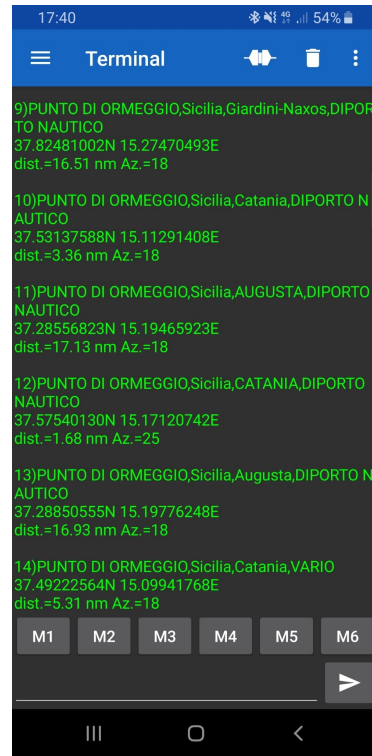 17:40 4G 54%
Terminal
9)PUNTO DI ORMEGGIO,Sicilia,Giardini-Naxos,DIPOR
TO NAUTICO
37.82481002N 15.27470493E
dist.=16.51 nm Az.=18
10)PUNTO DI ORMEGGIO,Sicilia,Catania,DIPORTO N
AUTICO
37.53137588N 15.11291408E
dist.=3.36 nm Az.=18
11)PUNTO DI ORMEGGIO,Sicilia,AUGUSTA,DIPORTO
NAUTICO
37.28556823N 15.19465923E
dist.=17.13 nm Az.=18
12)PUNTO DI ORMEGGIO,Sicilia,CATANIA,DIPORTO
NAUTICO
37.57540130N 15.17120742E
dist.=1.68 nm Az.=25
13)PUNTO DI ORMEGGIO,Sicilia,Augusta,DIPORTO N
AUTICO
37.28850555N 15.19776248E
dist.=16.93 nm Az.=18
14)PUNTO DI ORMEGGIO,Sicilia,Catania,VARIO
37.49222564N 15.09941768E
dist.=5.31 nm Az.=18
M1 M2 M3 M4 M5 M6